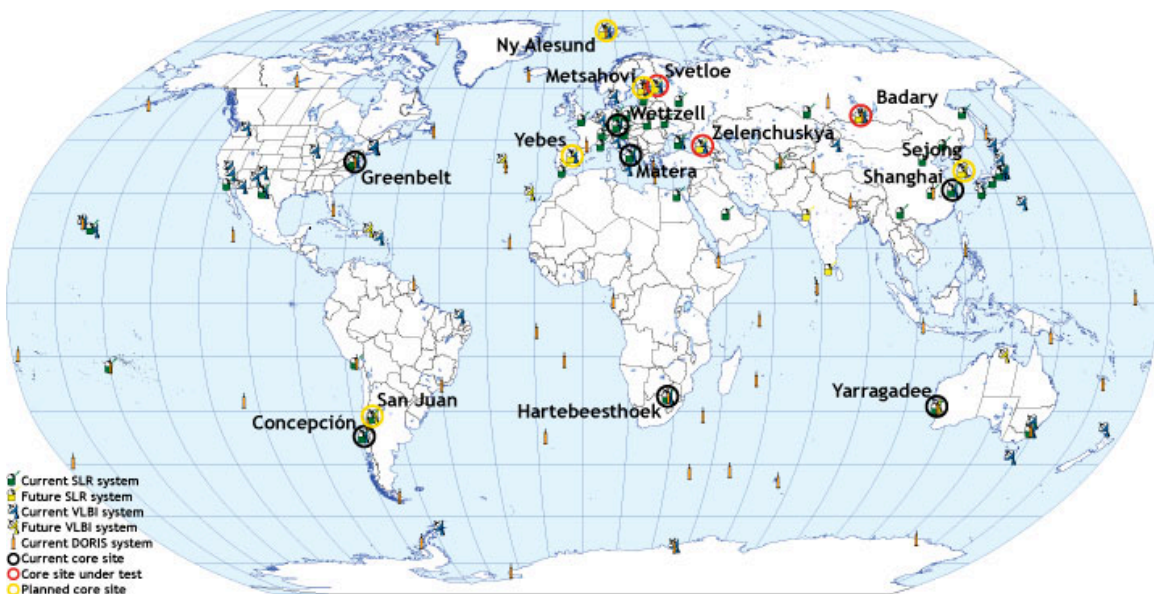 Ny Alesund
Metsahovi
Svetloe
Badary
Wettzell
Zelenchuskya
Yebes
Sejong
Greenbelt
Matera
Shanghai
San Juan
Yarragadee
Concepción
Hartebeesthoek
Current SLR system
Future SLR system
Current VLBI system
Future VLBI system
Current DORIS system
Current core site
Core site under test
Planned core site